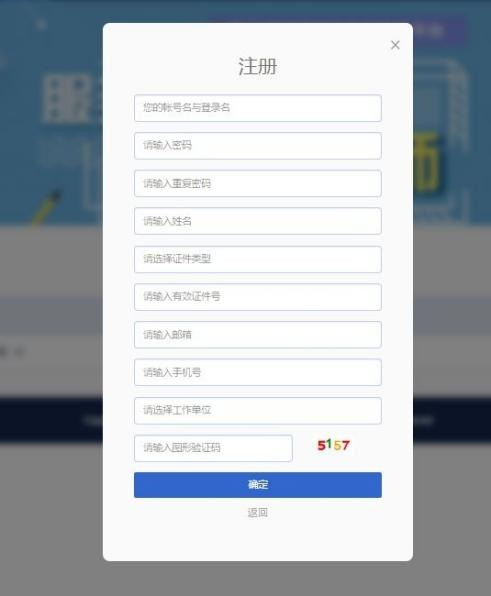 ×
注册
您的帐号名与登录名
请输入密码
请输入重复密码
请输入姓名
请选择证件类型
请输入有效证件号
请输入邮箱
请输入手机号
请选择工作单位
请输入图形验证码 5157
确定
返回